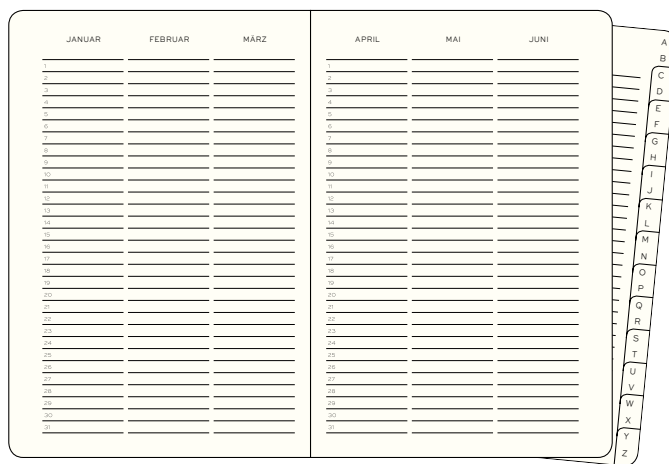 JANUAR FEBRUAR MÄRZ
1
2
3
4
5
6
7
8
9
10
11
12
13
14
15
16
17
18
19
20
21
22
23
24
25
26
27
28
29
30
31
APRIL MAI JUNI
1
2
3
4
5
6
7
8
9
10
11
12
13
14
15
16
17
18
19
20
21
22
23
24
25
26
27
28
29
30
31
A
B
C
D
E
F
G
H
I
J
K
L
M
N
O
P
Q
R
S
T
U
V
W
X
Y
Z